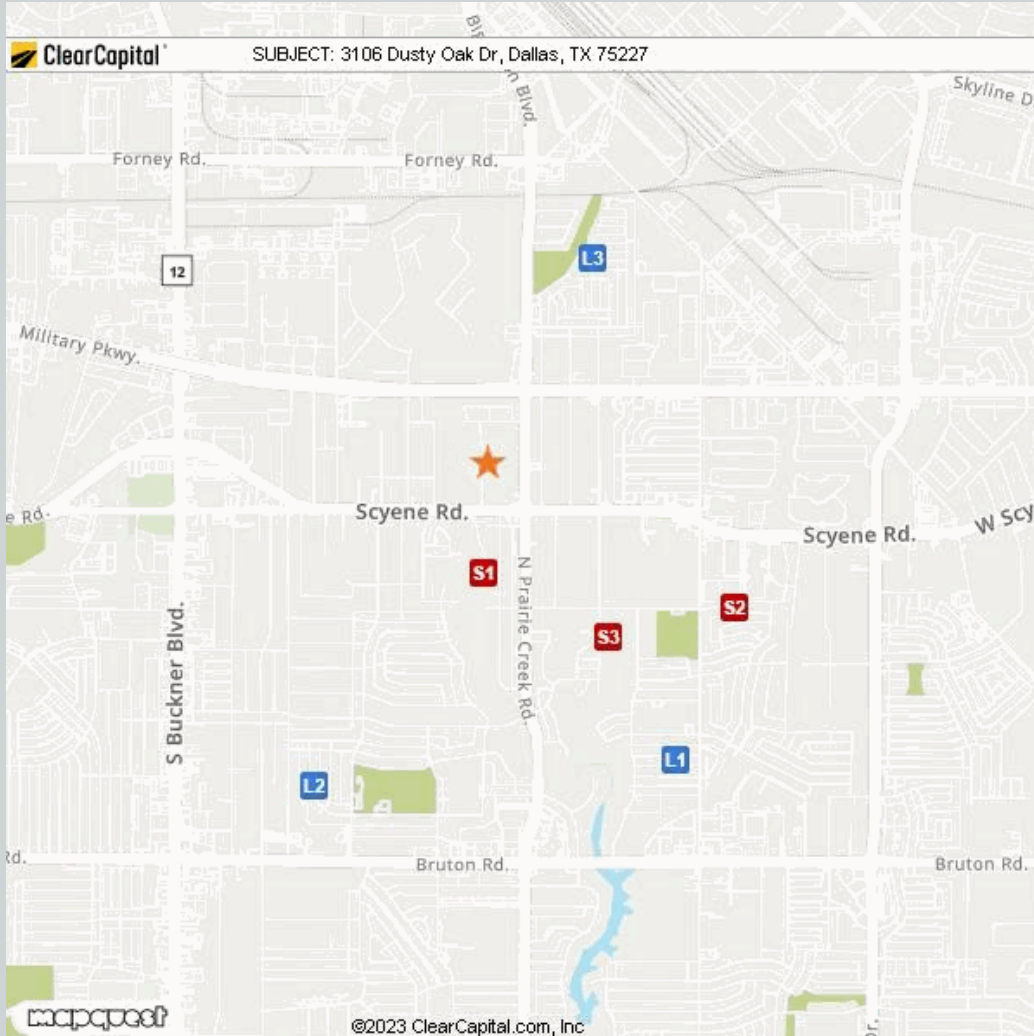 ClearCapital
SUBJECT: 3106 Dusty Oak Dr, Dallas, TX 75227
n Blvd.
Skyline D
Forney Rd.
Forney Rd.
L3
12
Military Pkwy.
Scyene Rd.
e Rd.
Scyene Rd.
W Scy
S1
N Prairie Creek Rd.
S2
S3
S Buckner Blvd.
L1
L2
Rd.
Bruton Rd.
Bruton Rd.
mapquest
©2023 ClearCapital.com, Inc
Dr.